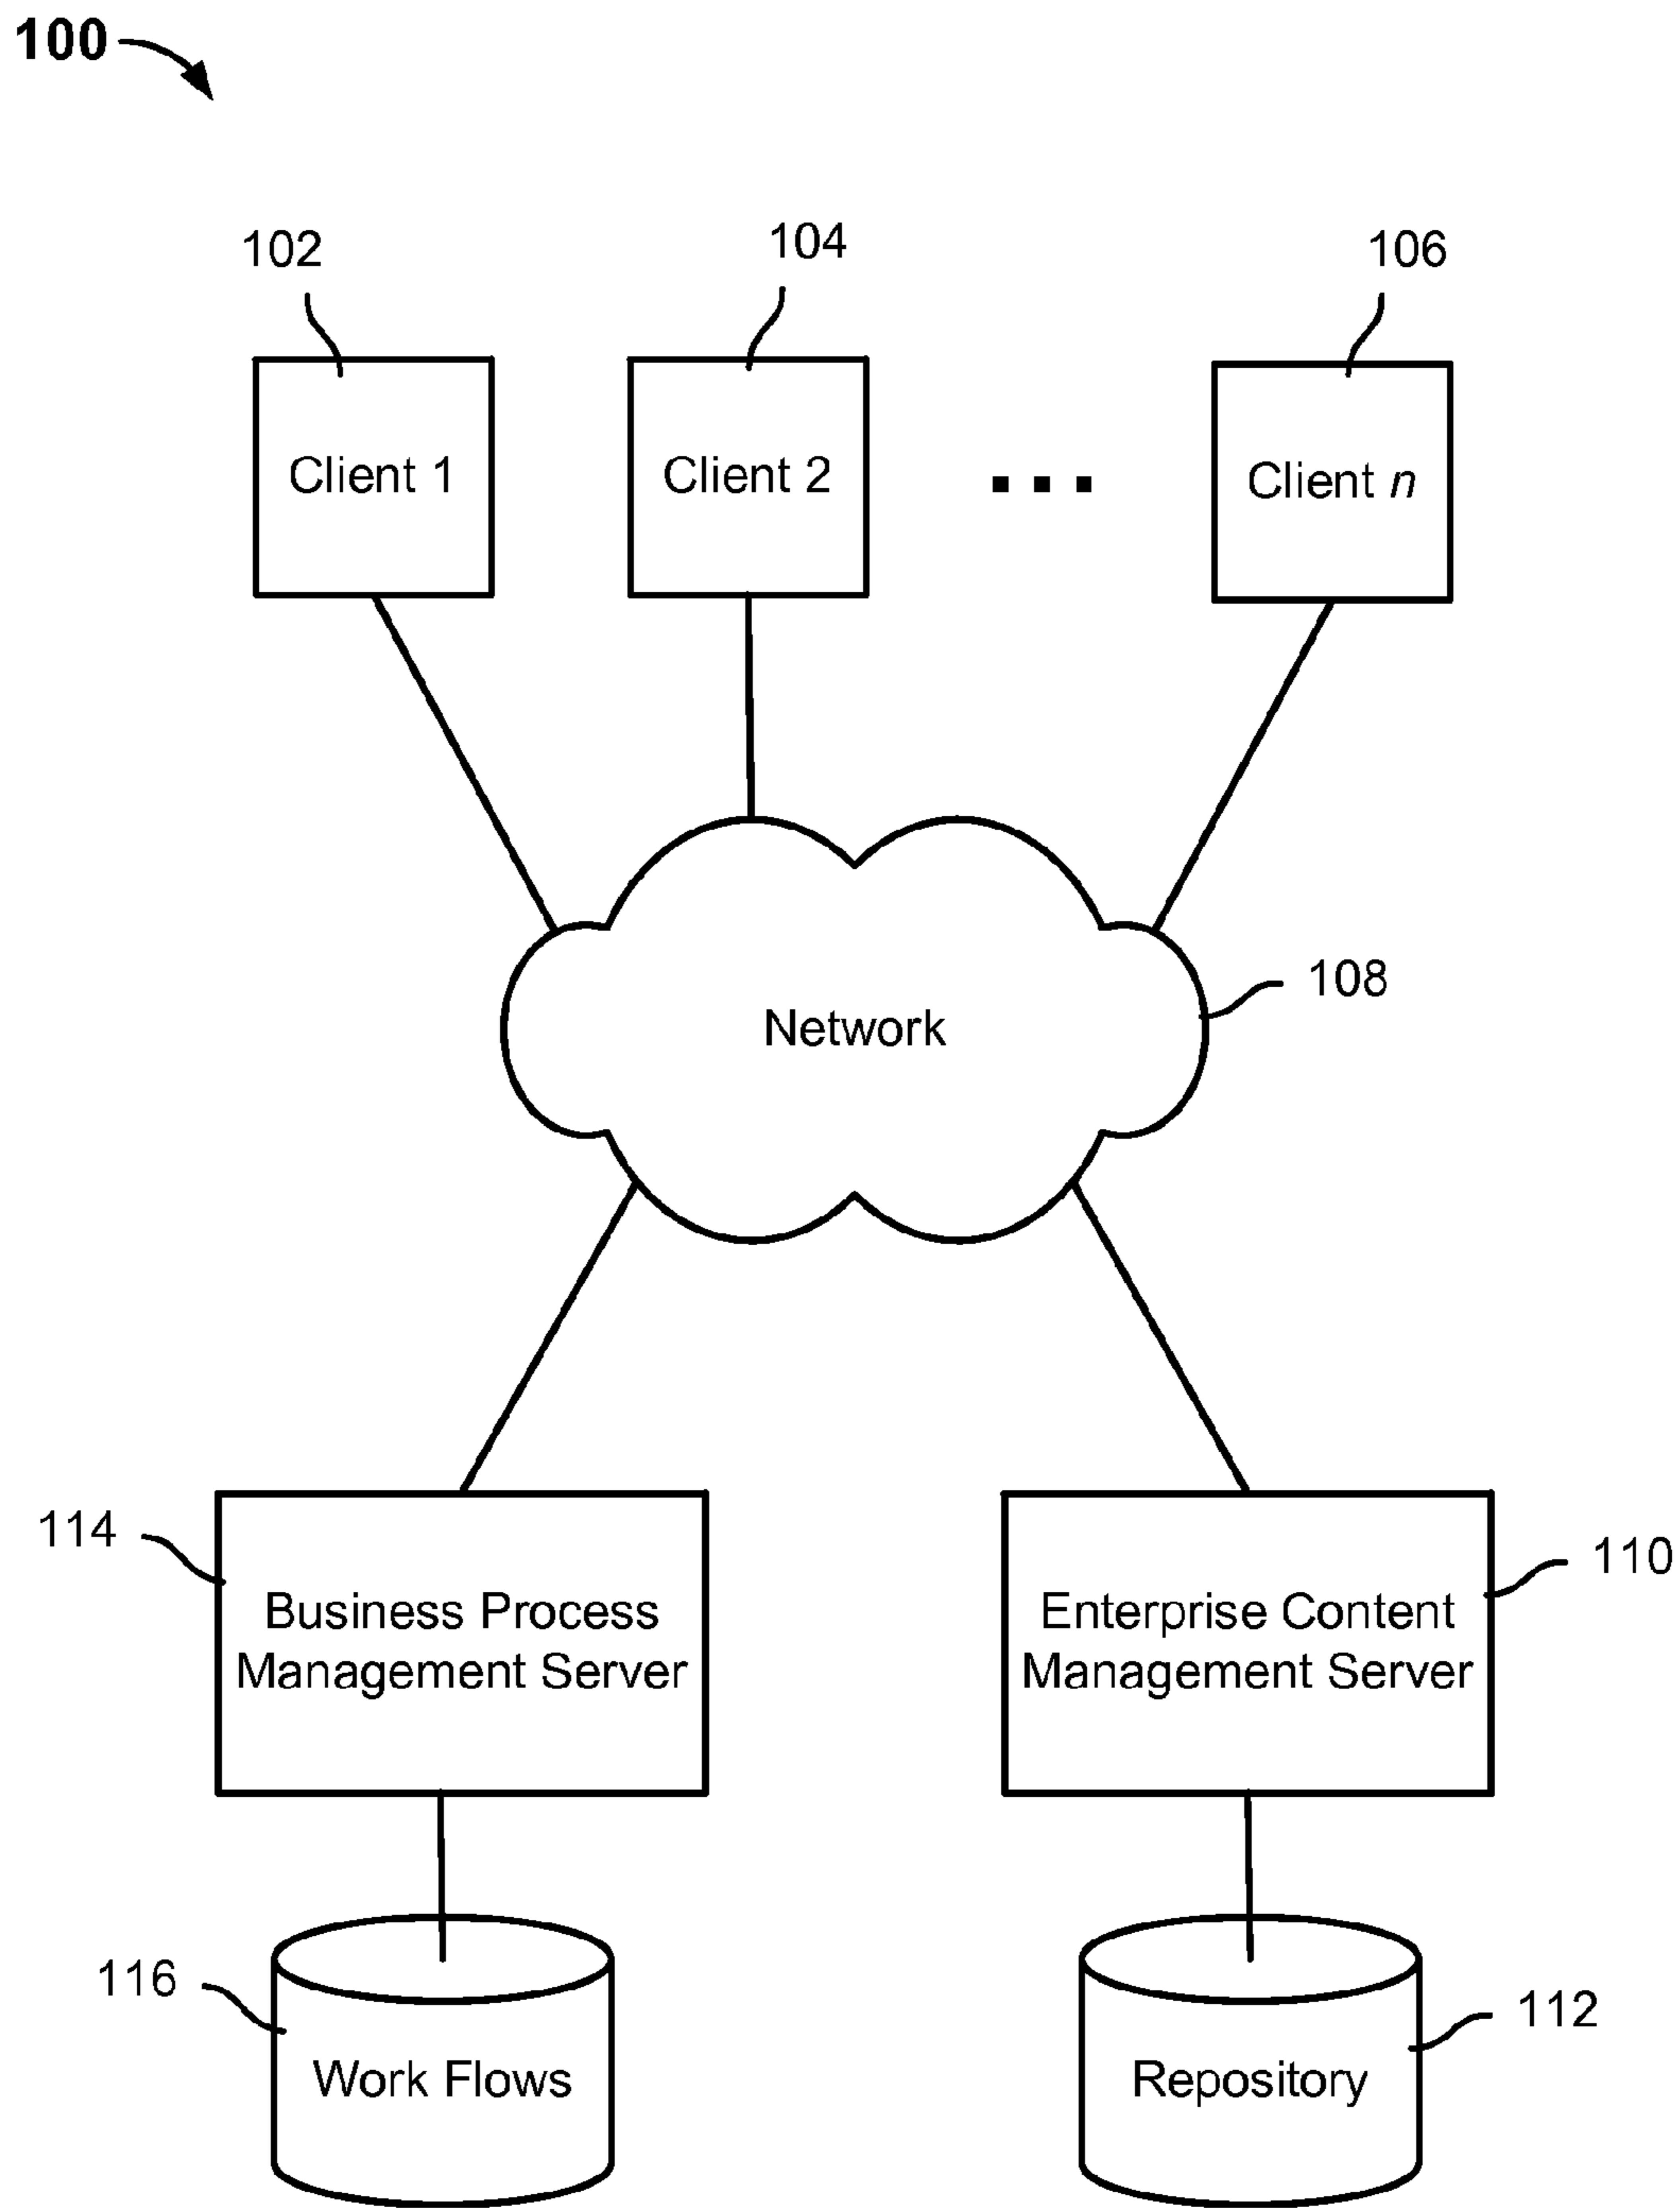 100
102
104
106
Client 1
Client 2
Client n
108
Network
114
110
Business Process
Management Server
Enterprise Content
Management Server
116
112
Work Flows
Repository